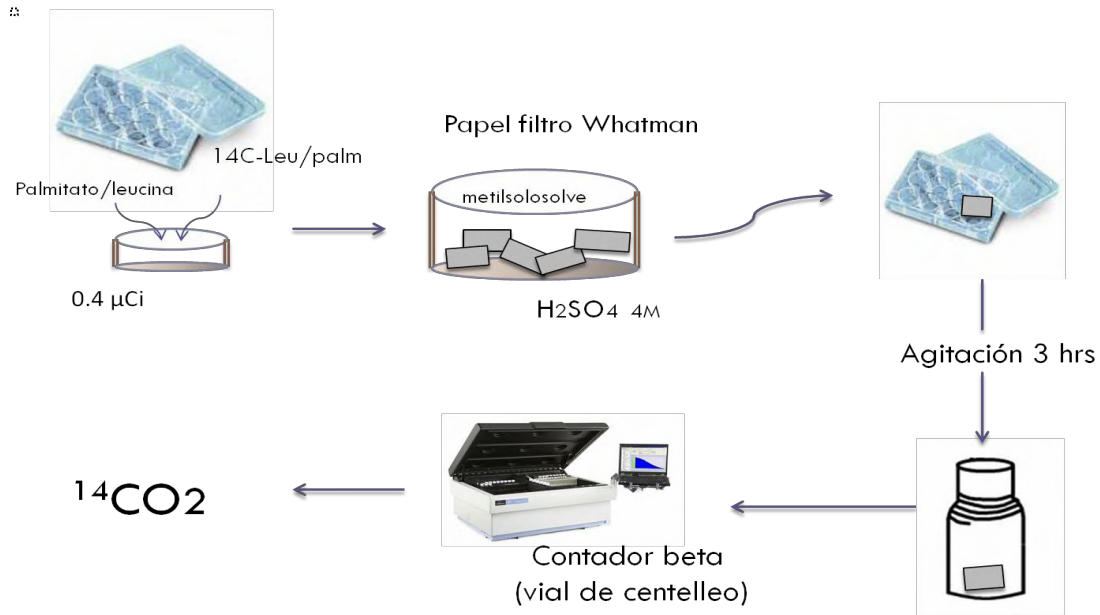 14C-Leu/palm
Palmitato/leucina
0.4 µCi
Papel filtro Whatman
metilsolosolve
H2SO4 4M
Agitación 3 hrs
Contador beta
(vial de centelleo)
¹⁴CO2